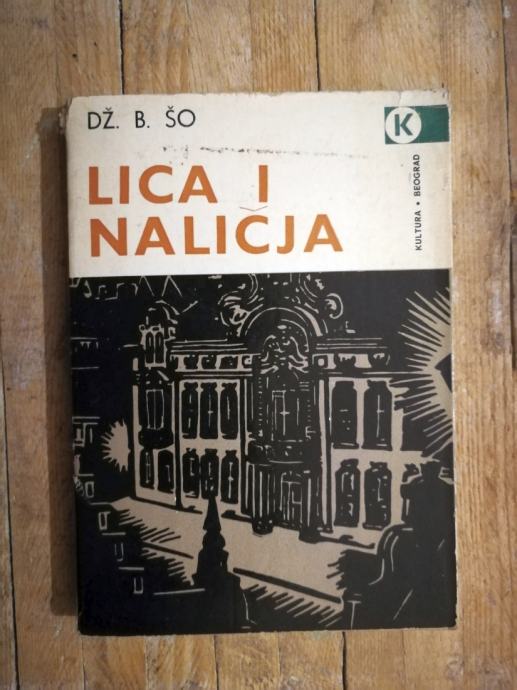 DŽ. B. ŠO
K
LICA I
NALIČJA
KULTURA • BEOGRAD